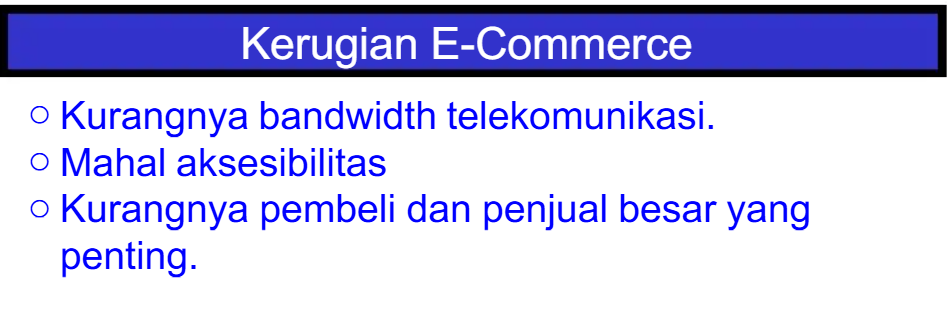 Kerugian E-Commerce
○ Kurangnya bandwidth telekomunikasi.
○ Mahal aksesibilitas
○ Kurangnya pembeli dan penjual besar yang
penting.